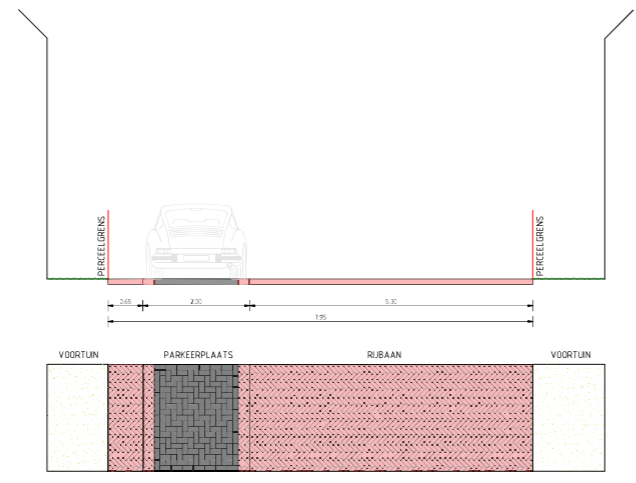 PERCEELGRENS
PERCEELGRENS
0.65 2.00 5.30
7.95
VOORTUIN PARKEERPLAATS RIJBAAN VOORTUIN